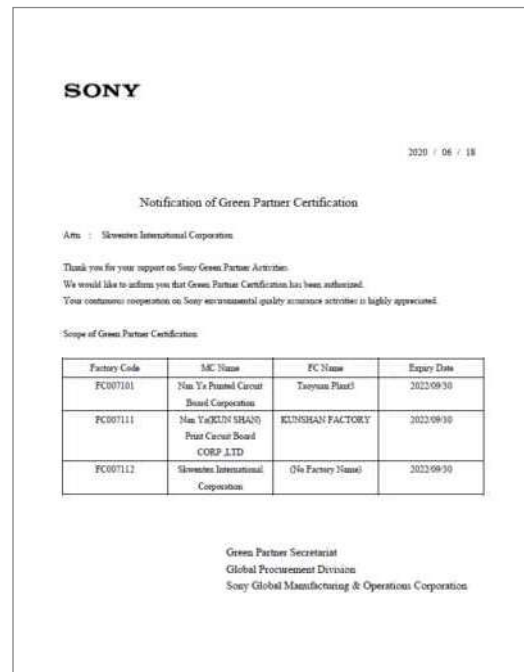 SONY
2020 / 06 / 18
Notification of Green Partner Certification
Attn : Skwentex International Corporation
Thank you for your support on Sony Green Partner Activities.
We would like to inform you that Green Partner Certification has been authorized.
Your continuous cooperation on Sony environmental quality assurance activities is highly appreciated.
Scope of Green Partner Certification
Factory Code MC Name FC Name Expiry Date
FC007101 Nan Ya Printed Circuit Taoyuan Plant3 2022/09/30
Board Corporation
FC007111 Nan Ya(KUN SHAN) KUNSHAN FACTORY 2022/09/30
Print Circuit Board
CORP .LTD
FC007112 Skwentex International (No Factory Name) 2022/09/30
Corporation
Green Partner Secretariat
Global Procurement Division
Sony Global Manufacturing & Operations Corporation